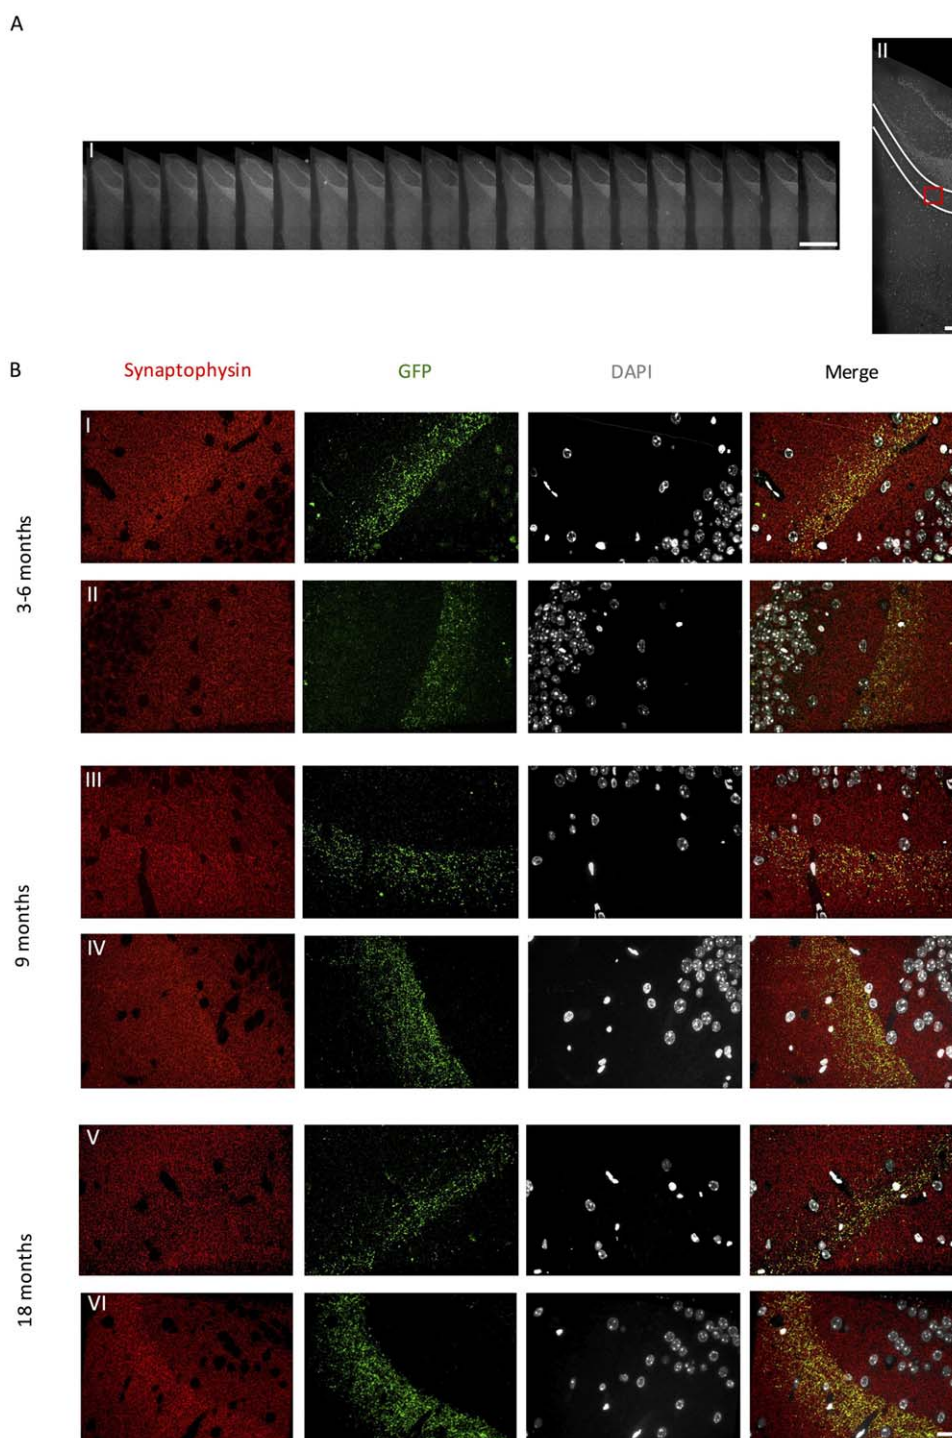 A
I
II
B
Synaptophysin GFP DAPI Merge
3-6 months
I
II
9 months
III
IV
18 months
V
VI